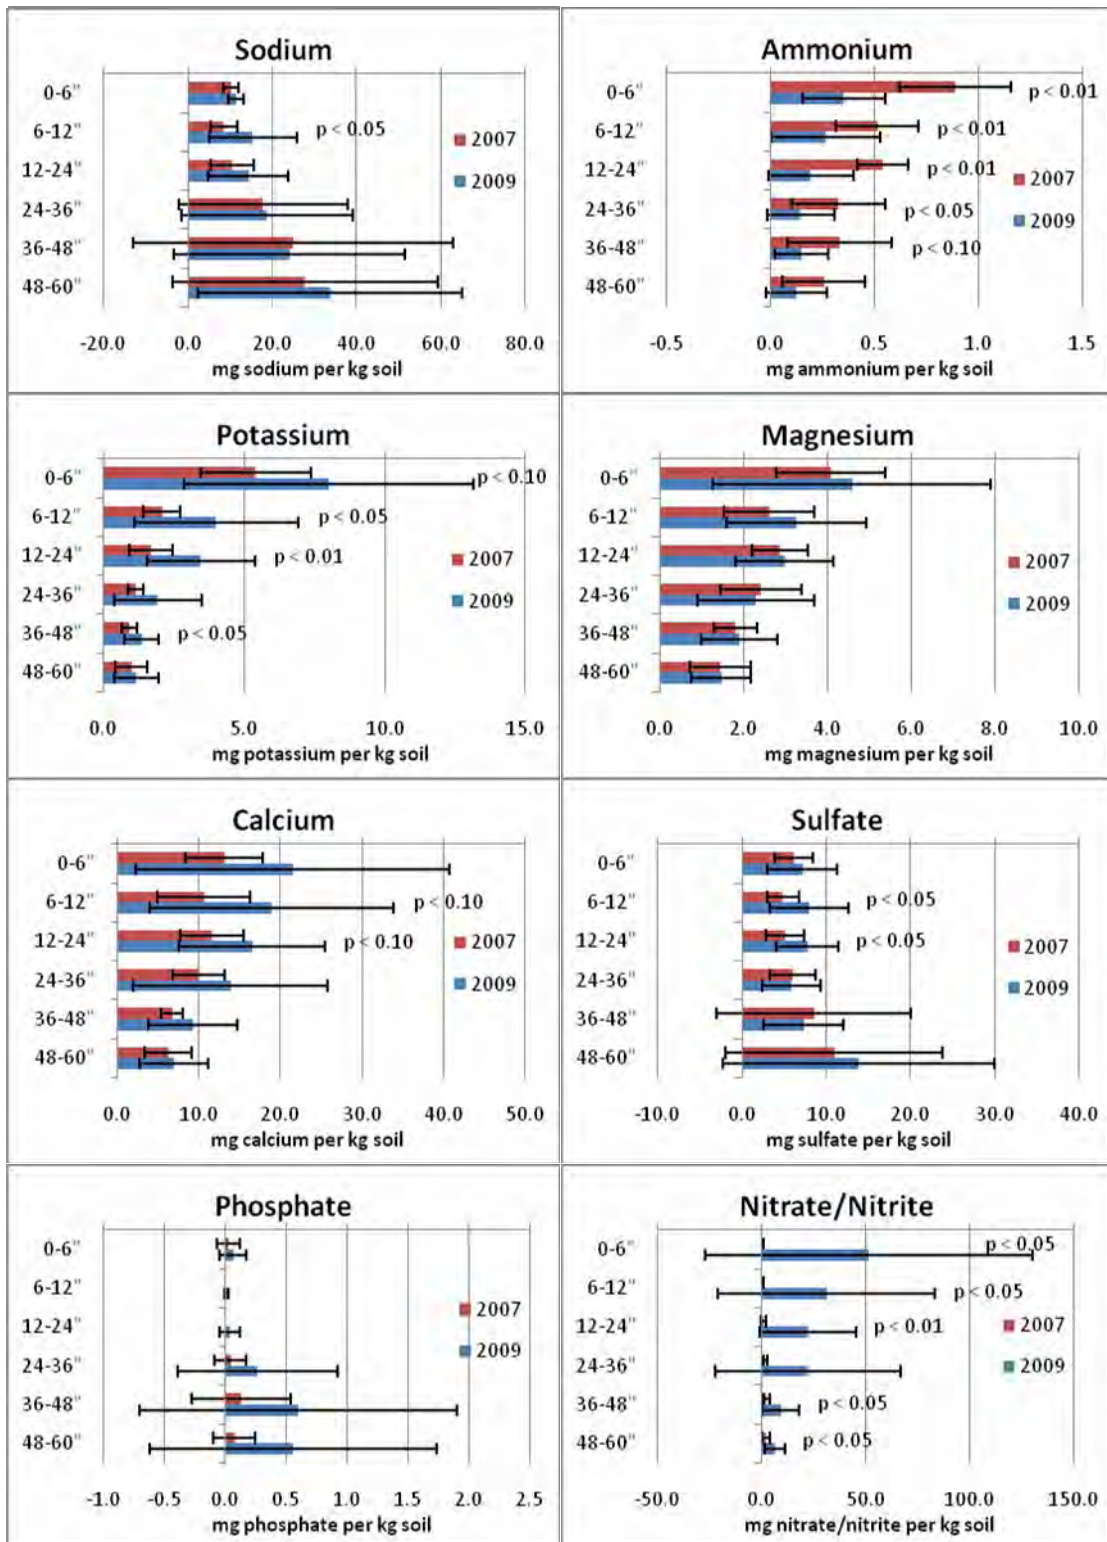 Sodium
0-6"
6-12"
12-24"
24-36"
36-48"
48-60"
p < 0.05
2007
2009
-20.0 0.0 20.0 40.0 60.0 80.0
mg sodium per kg soil
Ammonium
0-6"
6-12"
12-24"
24-36"
36-48"
48-60"
p < 0.01
p < 0.01
p < 0.01
p < 0.05
p < 0.10
2007
2009
-0.5 0.0 0.5 1.0 1.5
mg ammonium per kg soil
Potassium
0-6"
6-12"
12-24"
24-36"
36-48"
48-60"
p < 0.10
p < 0.05
p < 0.01
p < 0.05
2007
2009
0.0 5.0 10.0 15.0
mg potassium per kg soil
Magnesium
0-6"
6-12"
12-24"
24-36"
36-48"
48-60"
2007
2009
0.0 2.0 4.0 6.0 8.0 10.0
mg magnesium per kg soil
Calcium
0-6"
6-12"
12-24"
24-36"
36-48"
48-60"
p < 0.10
p < 0.10
2007
2009
0.0 10.0 20.0 30.0 40.0 50.0
mg calcium per kg soil
Sulfate
0-6"
6-12"
12-24"
24-36"
36-48"
48-60"
p < 0.05
p < 0.05
2007
2009
-10.0 0.0 10.0 20.0 30.0 40.0
mg sulfate per kg soil
Phosphate
0-6"
6-12"
12-24"
24-36"
36-48"
48-60"
2007
2009
-1.0 -0.5 0.0 0.5 1.0 1.5 2.0 2.5
mg phosphate per kg soil
Nitrate/Nitrite
0-6"
6-12"
12-24"
24-36"
36-48"
48-60"
p < 0.05
p < 0.05
p < 0.01
p < 0.05
p < 0.05
2007
2009
-50.0 0.0 50.0 100.0 150.0
mg nitrate/nitrite per kg soil